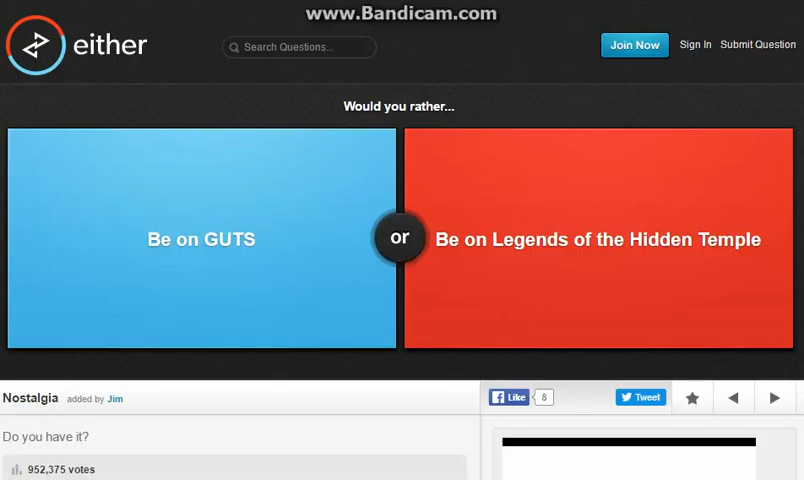 www.Bandicam.com
either
Search Questions...
Join Now
Sign In
Submit Question
Would you rather...
Be on GUTS
or
Be on Legends of the Hidden Temple
Nostalgia added by Jim
Like 8
Tweet
Do you have it?
952,375 votes